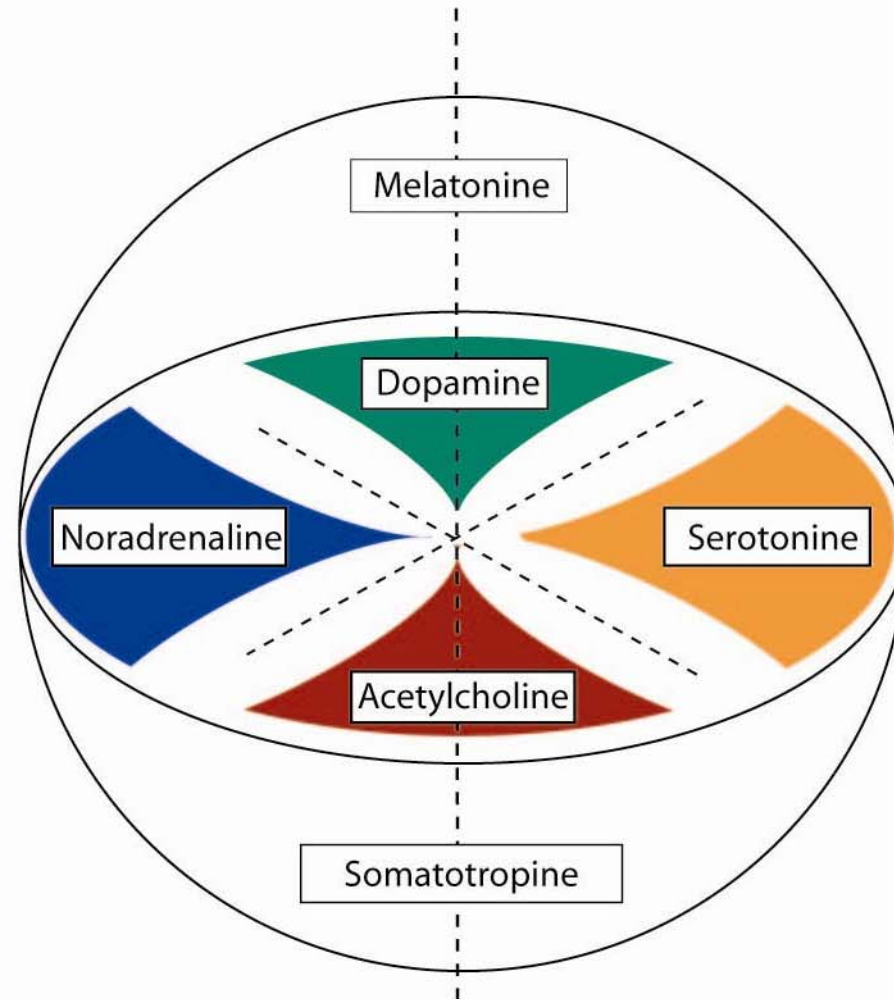 Melatonine
Dopamine
Noradrenaline
Serotonine
Acetylcholine
Somatotropine